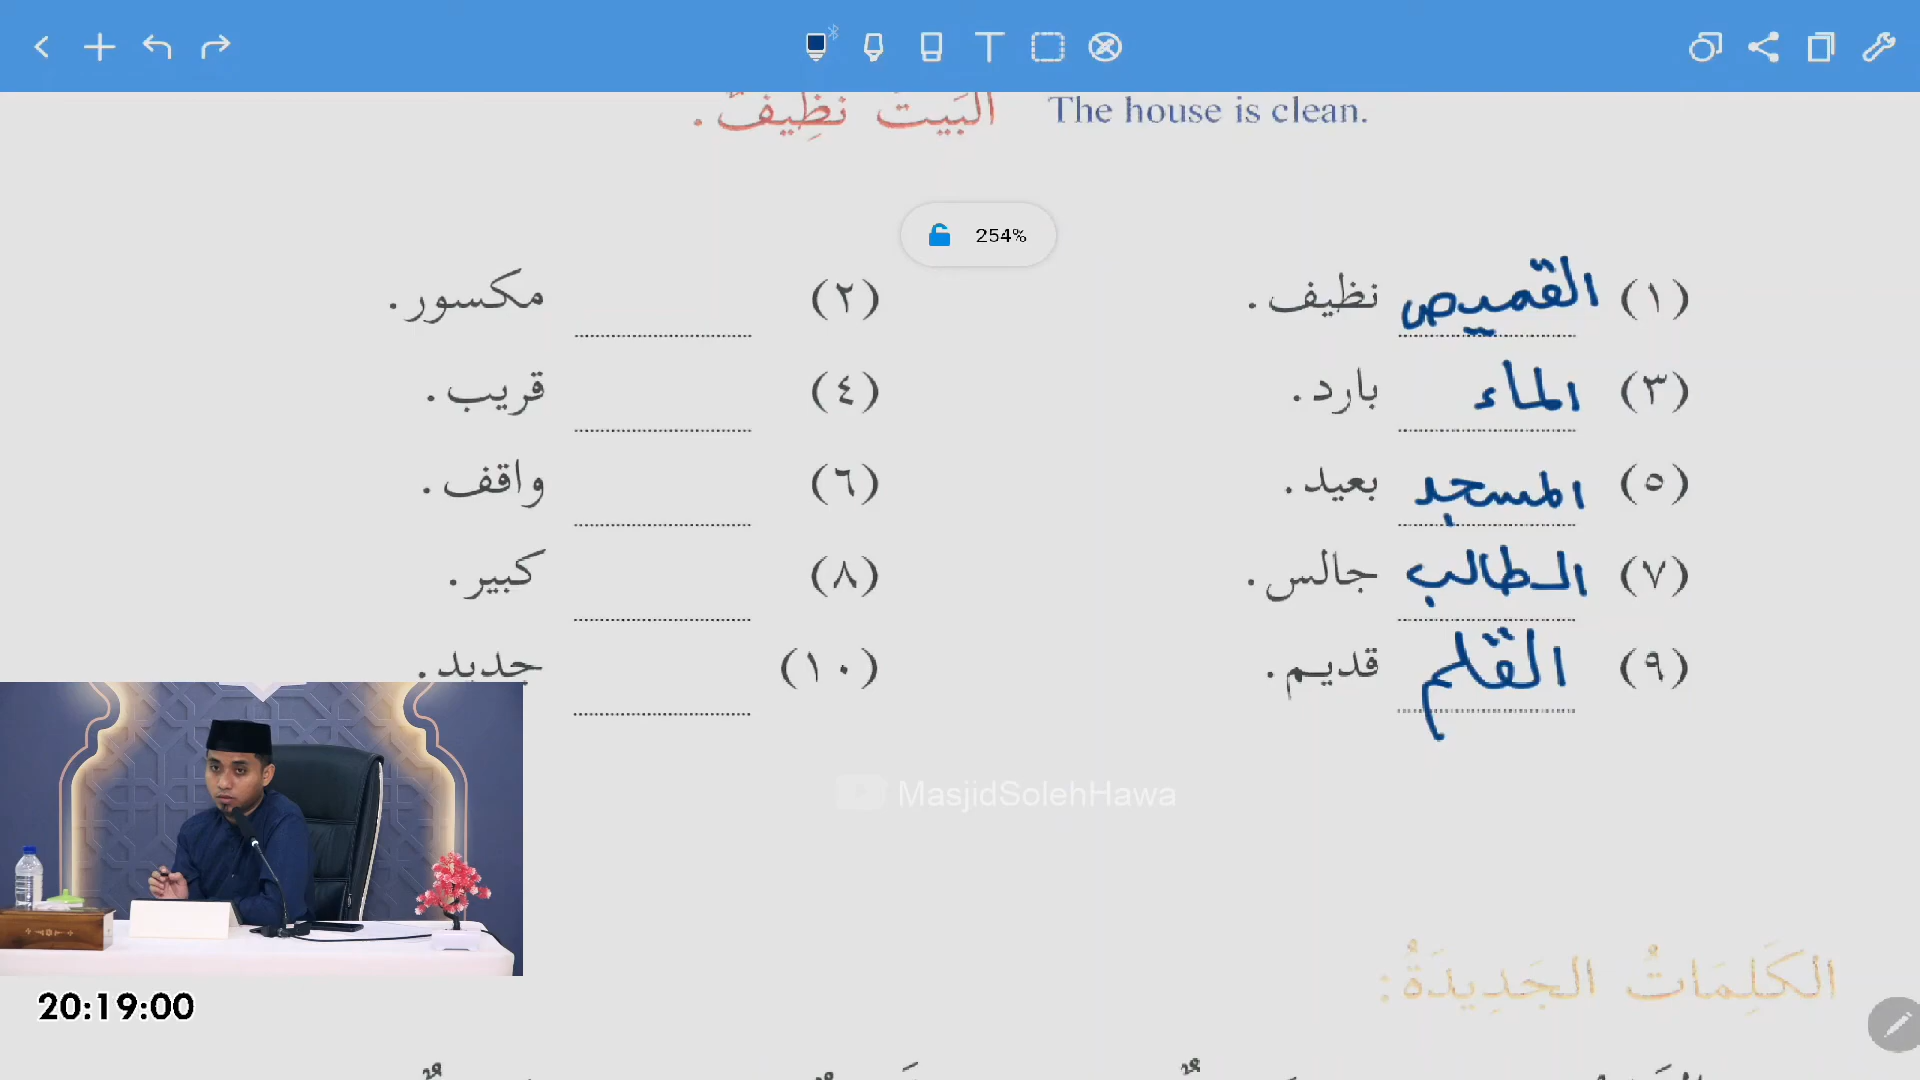 البَيتُ نَظِيفٌ . The house is clean.
254%
(١) القميص نظيف .
(٢) مكسور .
(٣) الماء بارد .
(٤) قريب .
(٥) المسجد بعيد .
(٦) واقف .
(٧) الطالب جالس .
(٨) كبير .
(٩) القلم قديم .
(١٠) جديد .
MasjidSolehHawa
الكَلِمَاتُ الجَدِيدَةُ:
20:19:00